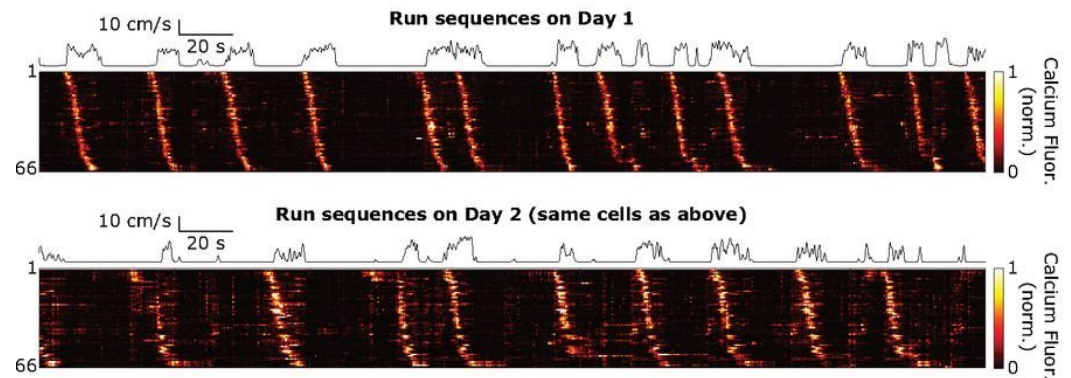 Run sequences on Day 1
10 cm/s
20 s
1
66
1
0
Calcium Fluor.
(norm.)
Run sequences on Day 2 (same cells as above)
10 cm/s
20 s
1
66
1
0
Calcium Fluor.
(norm.)